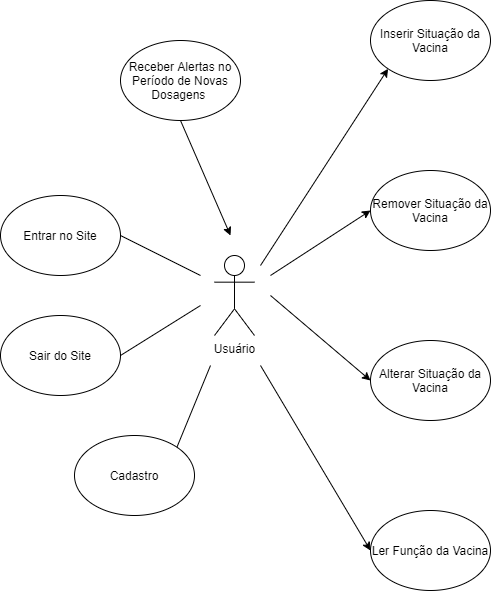 Inserir Situação da
Vacina
Receber Alertas no
Período de Novas
Dosagens
Remover Situação da
Vacina
Entrar no Site
Usuário
Sair do Site
Alterar Situação da
Vacina
Cadastro
Ler Função da Vacina